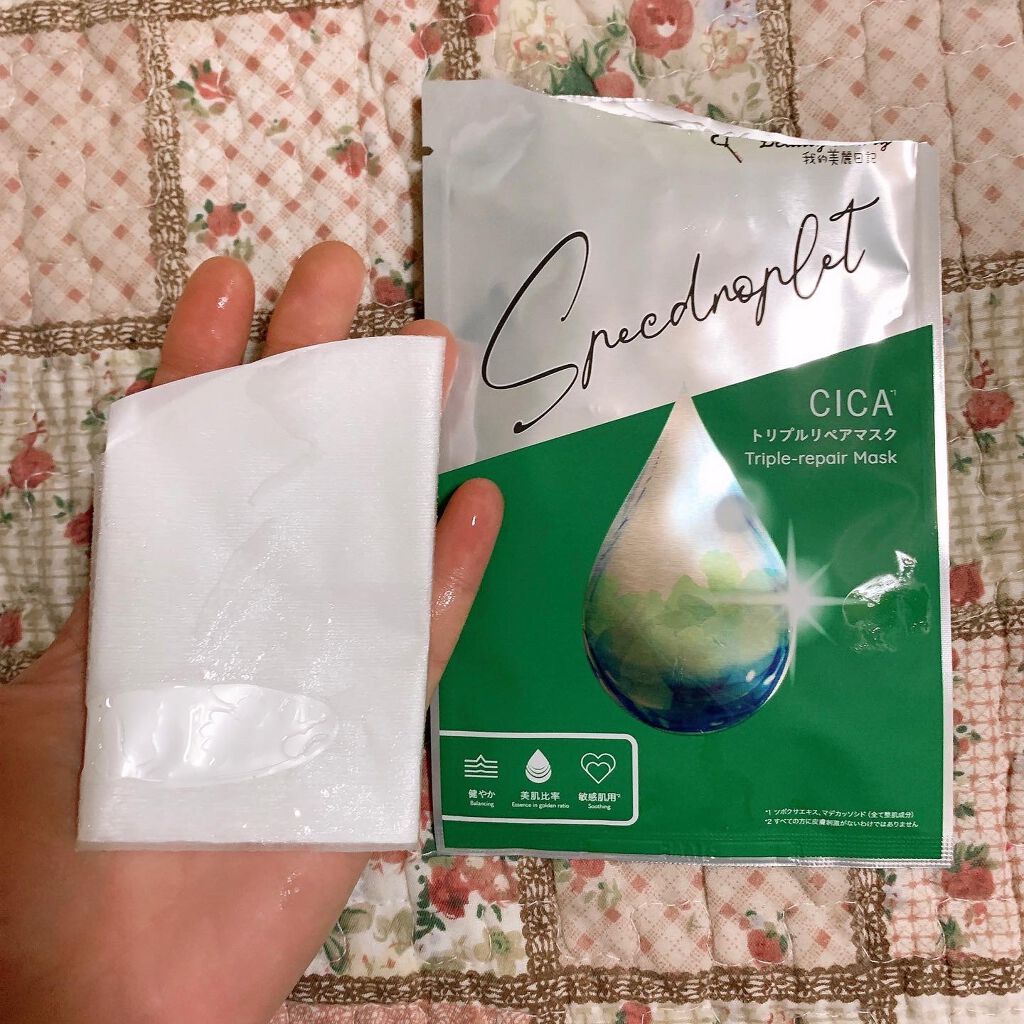 我的美麗日記
Specdroplet
CICA*1
トリプルリペアマスク
Triple-repair Mask
健やか
Balancing
美肌比率
Essence in golden ratio
敏感肌用*2
Soothing
*1 ツボクサエキス、マデカッソシド (全て整肌成分)
*2 すべての方に皮膚刺激がないわけではありません